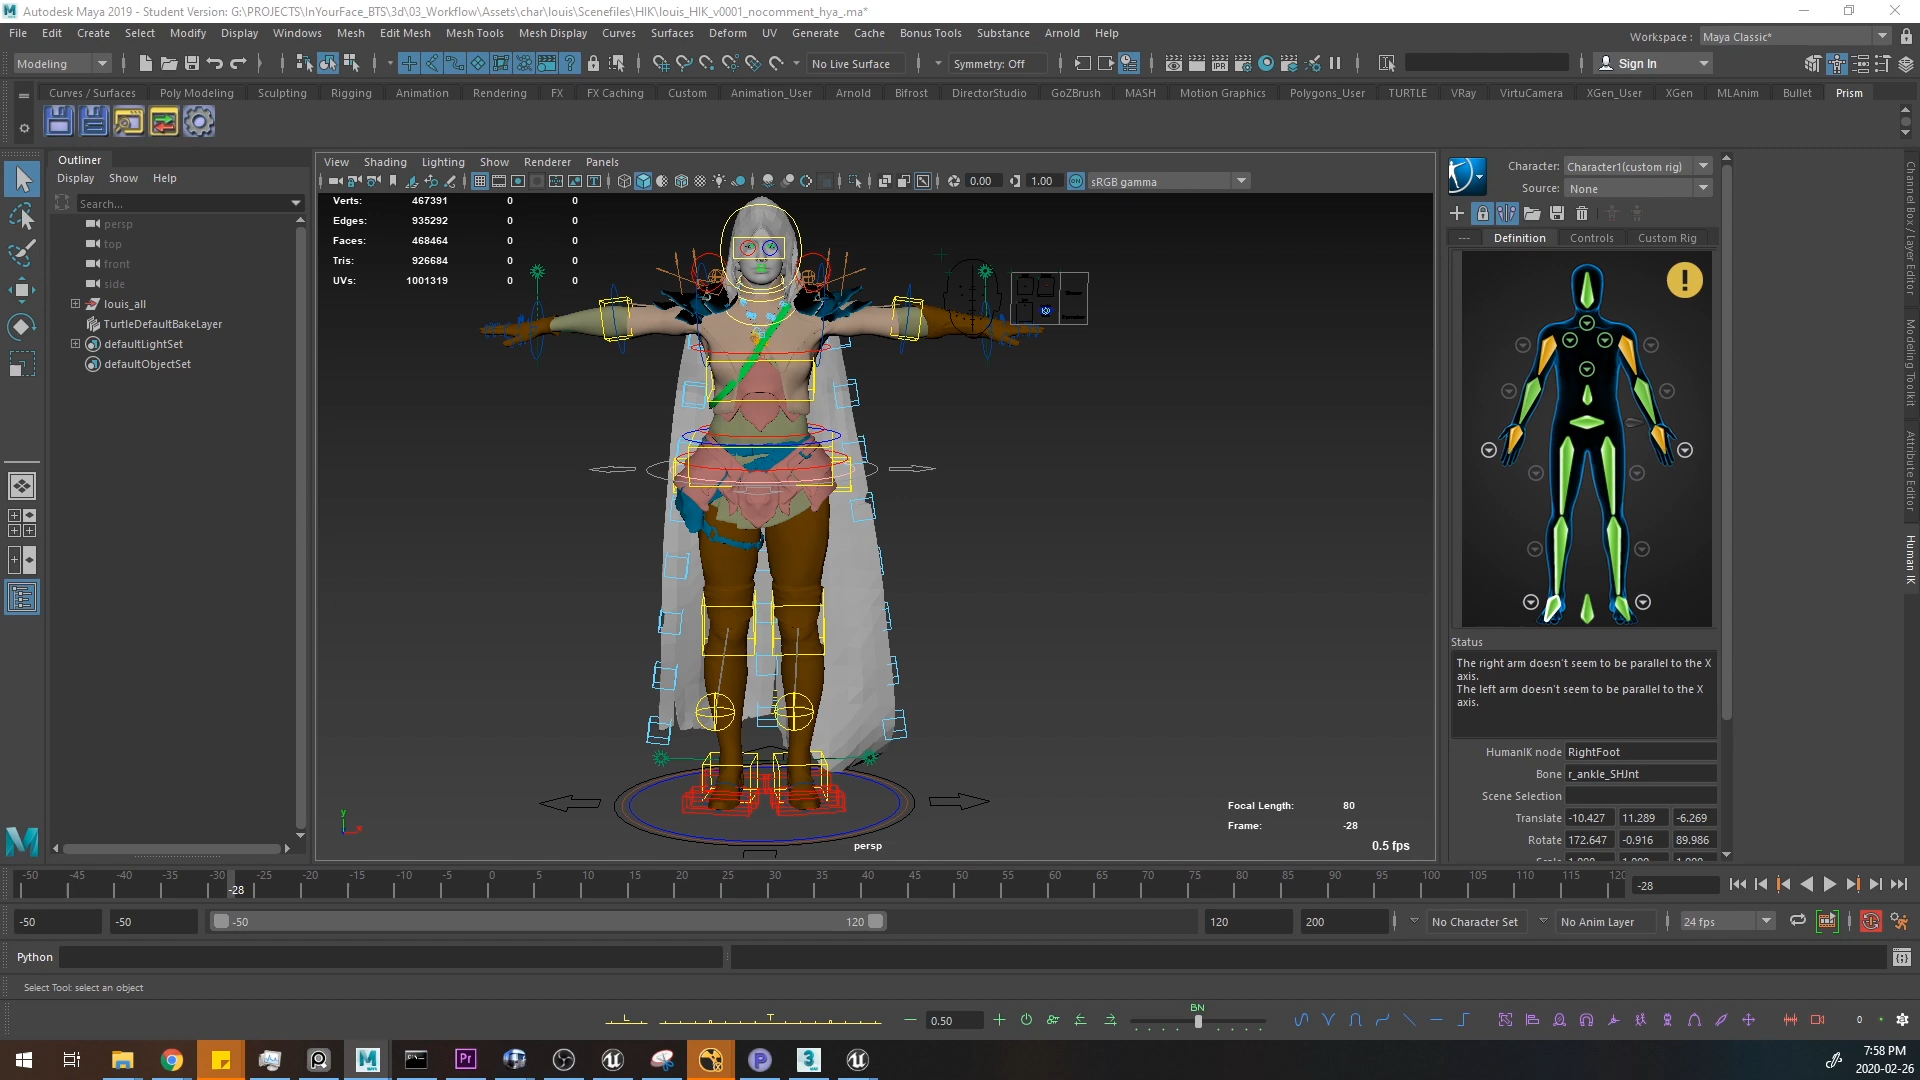 Autodesk Maya 2019 - Student Version: G:\PROJECTS\InYourFace_BTS\3d\03_Workflow\Assets\char\louis\Scenefiles\HIK\louis_HIK_v0001_nocomment_hya_.ma*
File Edit Create Select Modify Display Windows Mesh Edit Mesh Mesh Tools Mesh Display Curves Surfaces Deform UV Generate Cache Bonus Tools Substance Arnold Help
Workspace : Maya Classic*
Modeling No Live Surface Symmetry: Off Sign In
Curves / Surfaces Poly Modeling Sculpting Rigging Animation Rendering FX FX Caching Custom Animation_User Arnold Bifrost DirectorStudio GoZBrush MASH Motion Graphics Polygons_User TURTLE VRay VirtuCamera XGen_User XGen MLAnim Bullet Prism
Outliner
Display Show Help
Search...
persp
top
front
side
louis_all
TurtleDefaultBakeLayer
defaultLightSet
defaultObjectSet
View Shading Lighting Show Renderer Panels
0.00 1.00 sRGB gamma
Verts: 467391 0 0
Edges: 935292 0 0
Faces: 468464 0 0
Tris: 926684 0 0
UVs: 1001319 0 0
Focal Length: 80
Frame: -28
persp
0.5 fps
y
x
Character: Character1(custom rig)
Source: None
--- Definition Controls Custom Rig
!
Status
The right arm doesn't seem to be parallel to the X
axis.
The left arm doesn't seem to be parallel to the X
axis.
HumanIK node RightFoot
Bone r_ankle_SHJnt
Scene Selection
Translate -10.427 11.289 -6.269
Rotate 172.647 -0.916 89.986
Channel Box / Layer Editor
Modeling Toolkit
Attribute Editor
Human IK
-50 -45 -40 -35 -30 -28 -25 -20 -15 -10 -5 0 5 10 15 20 25 30 35 40 45 50 55 60 65 70 75 80 85 90 95 100 105 110 115 120
-28
-50 -50 -50 120 120 200 No Character Set No Anim Layer 24 fps
Python
Select Tool: select an object
L T 0.50 BN 0
7:58 PM
2020-02-26